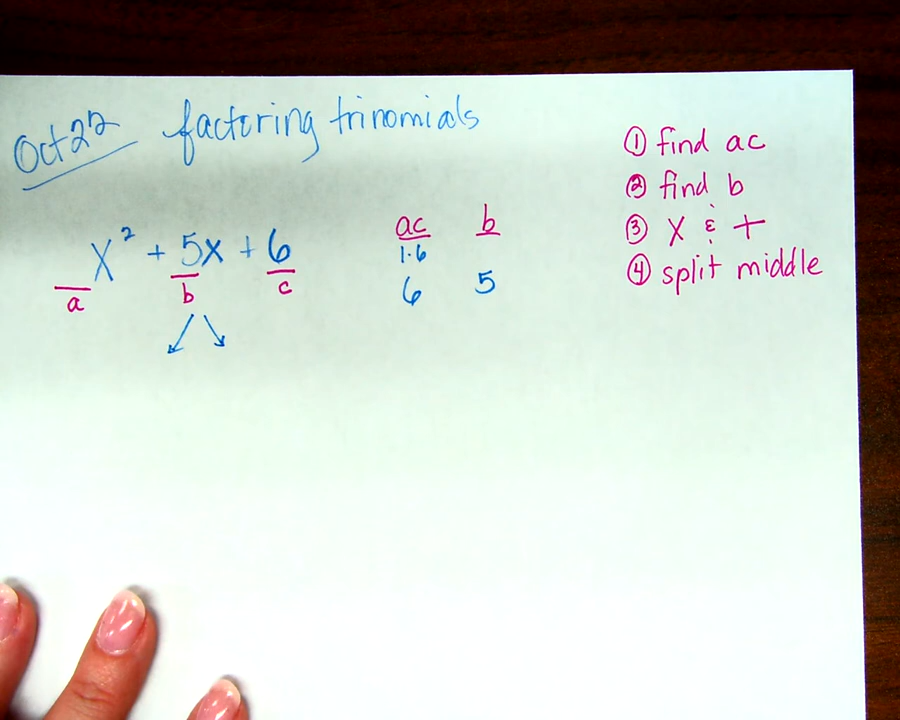 Oct 22 factoring trinomials
① find ac
② find b
③ X & +
④ split middle
x² + 5x + 6
a b c
ac b
1·6
6 5